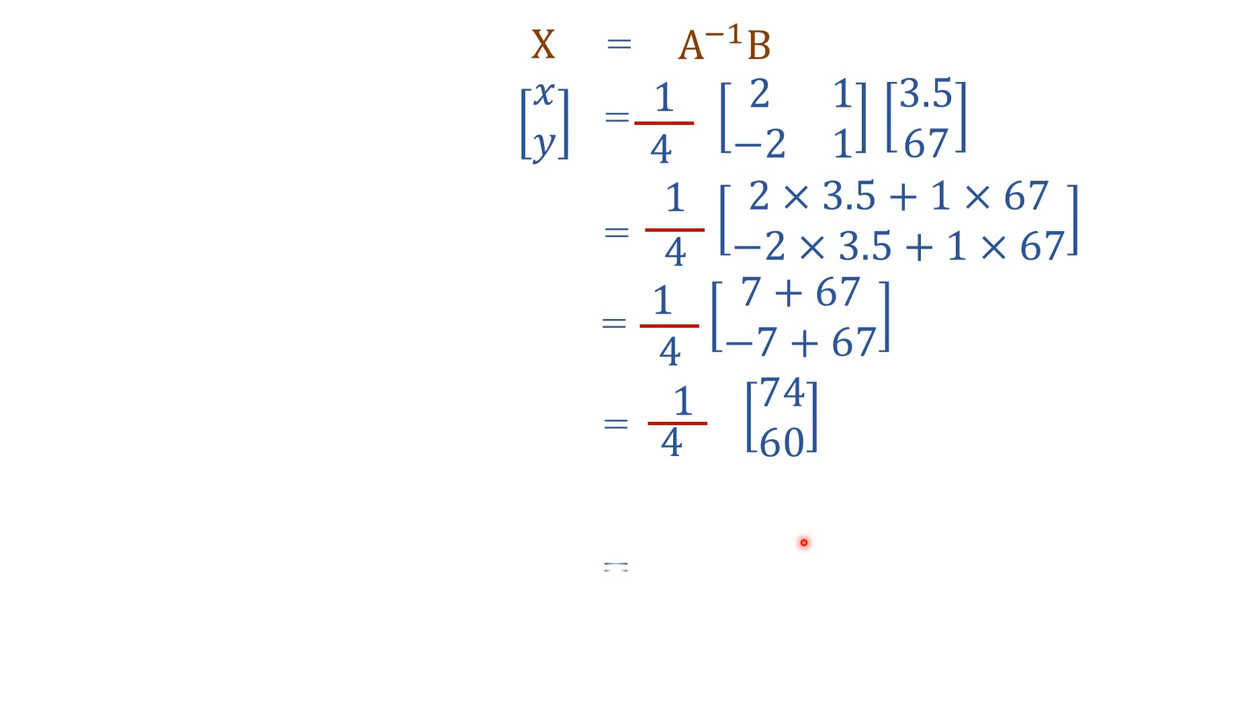 X = A⁻¹B
[x y] = 1/4 [2 1 −2 1] [3.5 67]
= 1/4 [2 × 3.5 + 1 × 67 −2 × 3.5 + 1 × 67]
= 1/4 [7 + 67 −7 + 67]
= 1/4 [74 60]
=